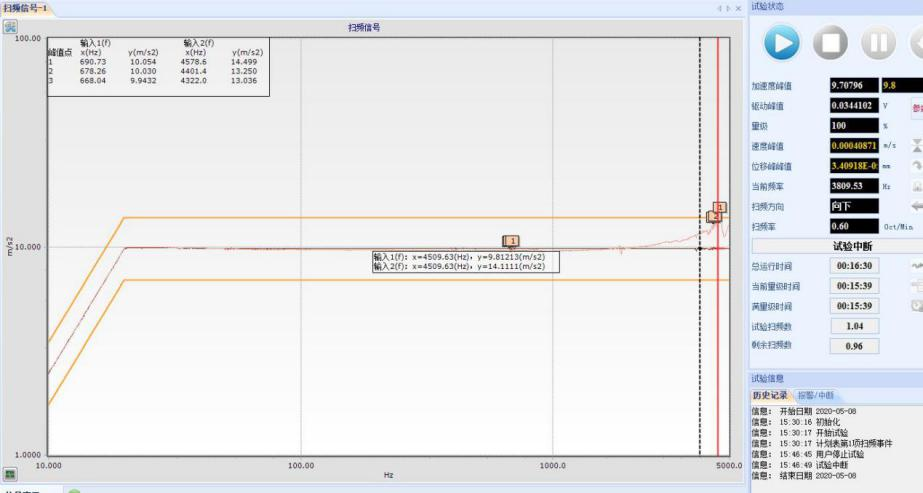 扫频信号-1
扫频信号
100.00
输入1(f) 输入2(f)
峰值点 x(Hz) y(m/s2) x(Hz) y(m/s2)
1 690.73 10.054 4578.6 14.499
2 678.26 10.030 4401.4 13.250
3 668.04 9.9432 4322.0 13.036
1
2
1
m/s2
10.000
输入1(f): x=4509.63(Hz), y=9.81213(m/s2)
输入2(f): x=4509.63(Hz), y=14.1111(m/s2)
1.0000
10.000 100.00 1000.0 5000.0
Hz
试验状态
加速度峰值 9.70796 9.8
驱动峰值 0.0344102 V
量级 100 %
速度峰值 0.00040871 m/s
位移峰峰值 3.40918E-0 mm
当前频率 3809.53 Hz
扫频方向 向下
扫频率 0.60 Oct/Min
试验中断
总运行时间 00:16:30
当前量级时间 00:15:39
满量级时间 00:15:39
试验扫频数 1.04
剩余扫频数 0.96
试验信息
历史记录 报警/中断
信息: 开始日期 2020-05-08
信息: 15:30:16 初始化
信息: 15:30:17 开始试验
信息: 15:30:17 计划表第1项扫频事件
信息: 15:46:45 用户停止试验
信息: 15:46:49 试验中断
信息: 结束日期 2020-05-08